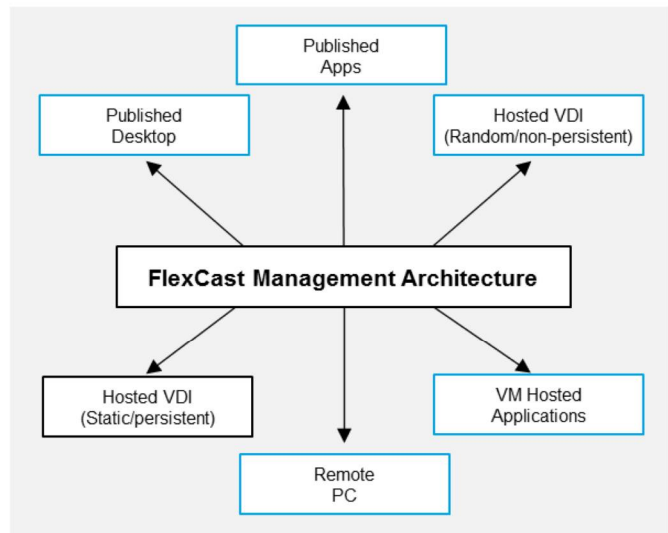 Published
Apps
Published
Desktop
Hosted VDI
(Random/non-persistent)
FlexCast Management Architecture
Hosted VDI
(Static/persistent)
VM Hosted
Applications
Remote
PC